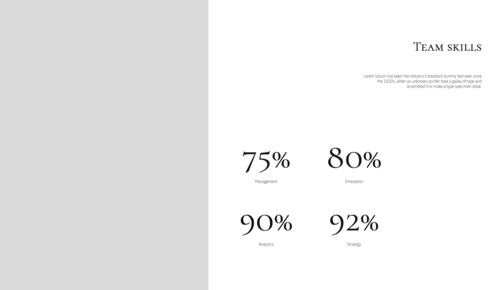 Team skills
Lorem Ipsum has been the industry's standard dummy text ever since
the 1500s, when an unknown printer took a galley of type and
scrambled it to make a type specimen book.
75%
80%
Management
Innovation
90%
92%
Analytics
Strategy